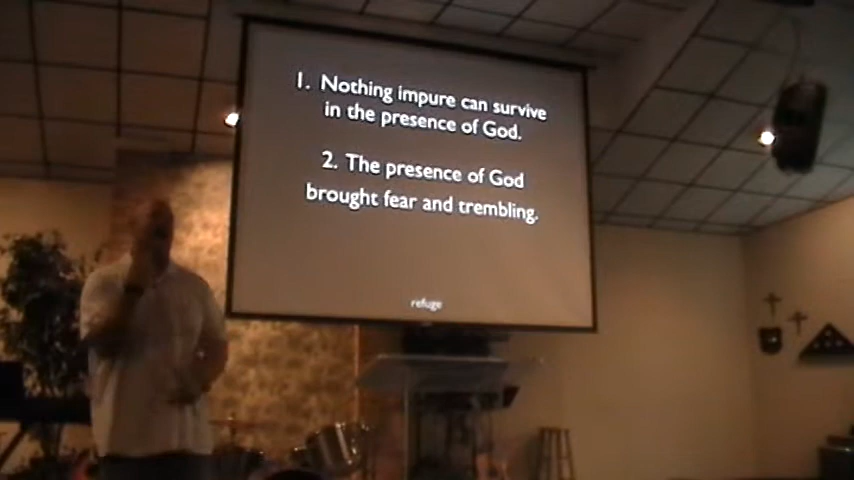 1. Nothing impure can survive
in the presence of God.
2. The presence of God
brought fear and trembling.
refuge